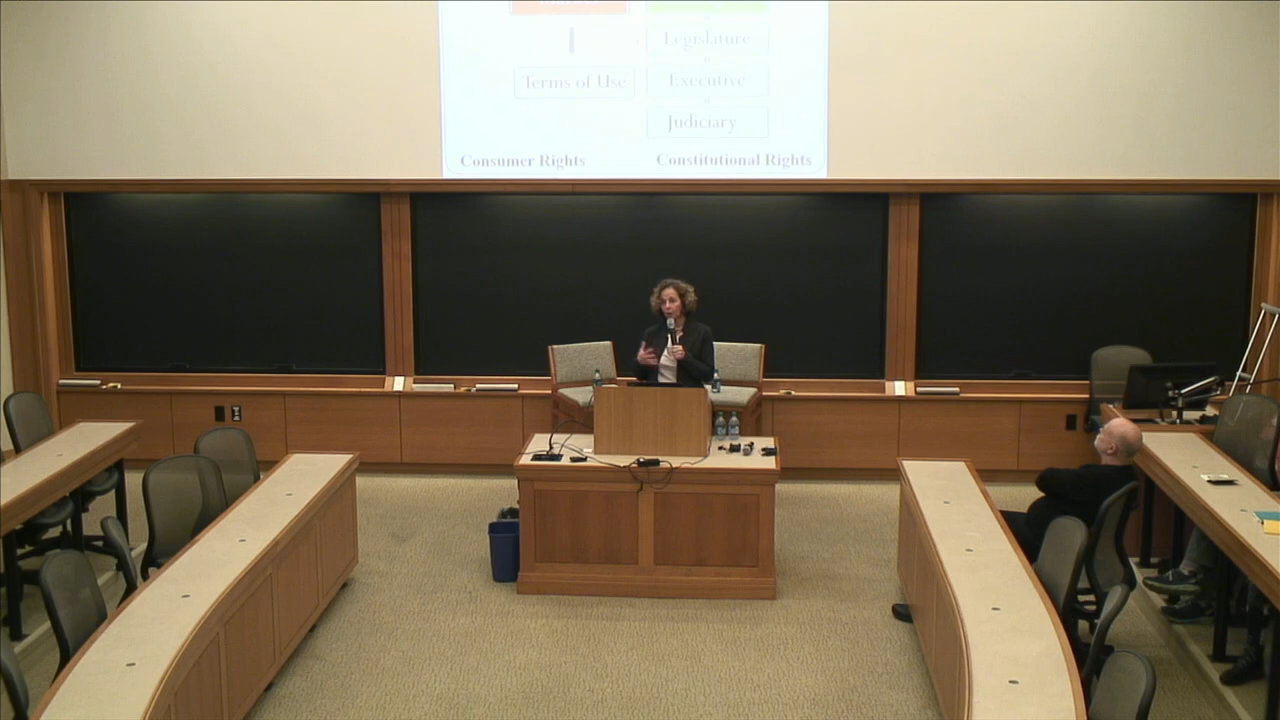 Legislature
Terms of Use
Executive
Judiciary
Consumer Rights
Constitutional Rights